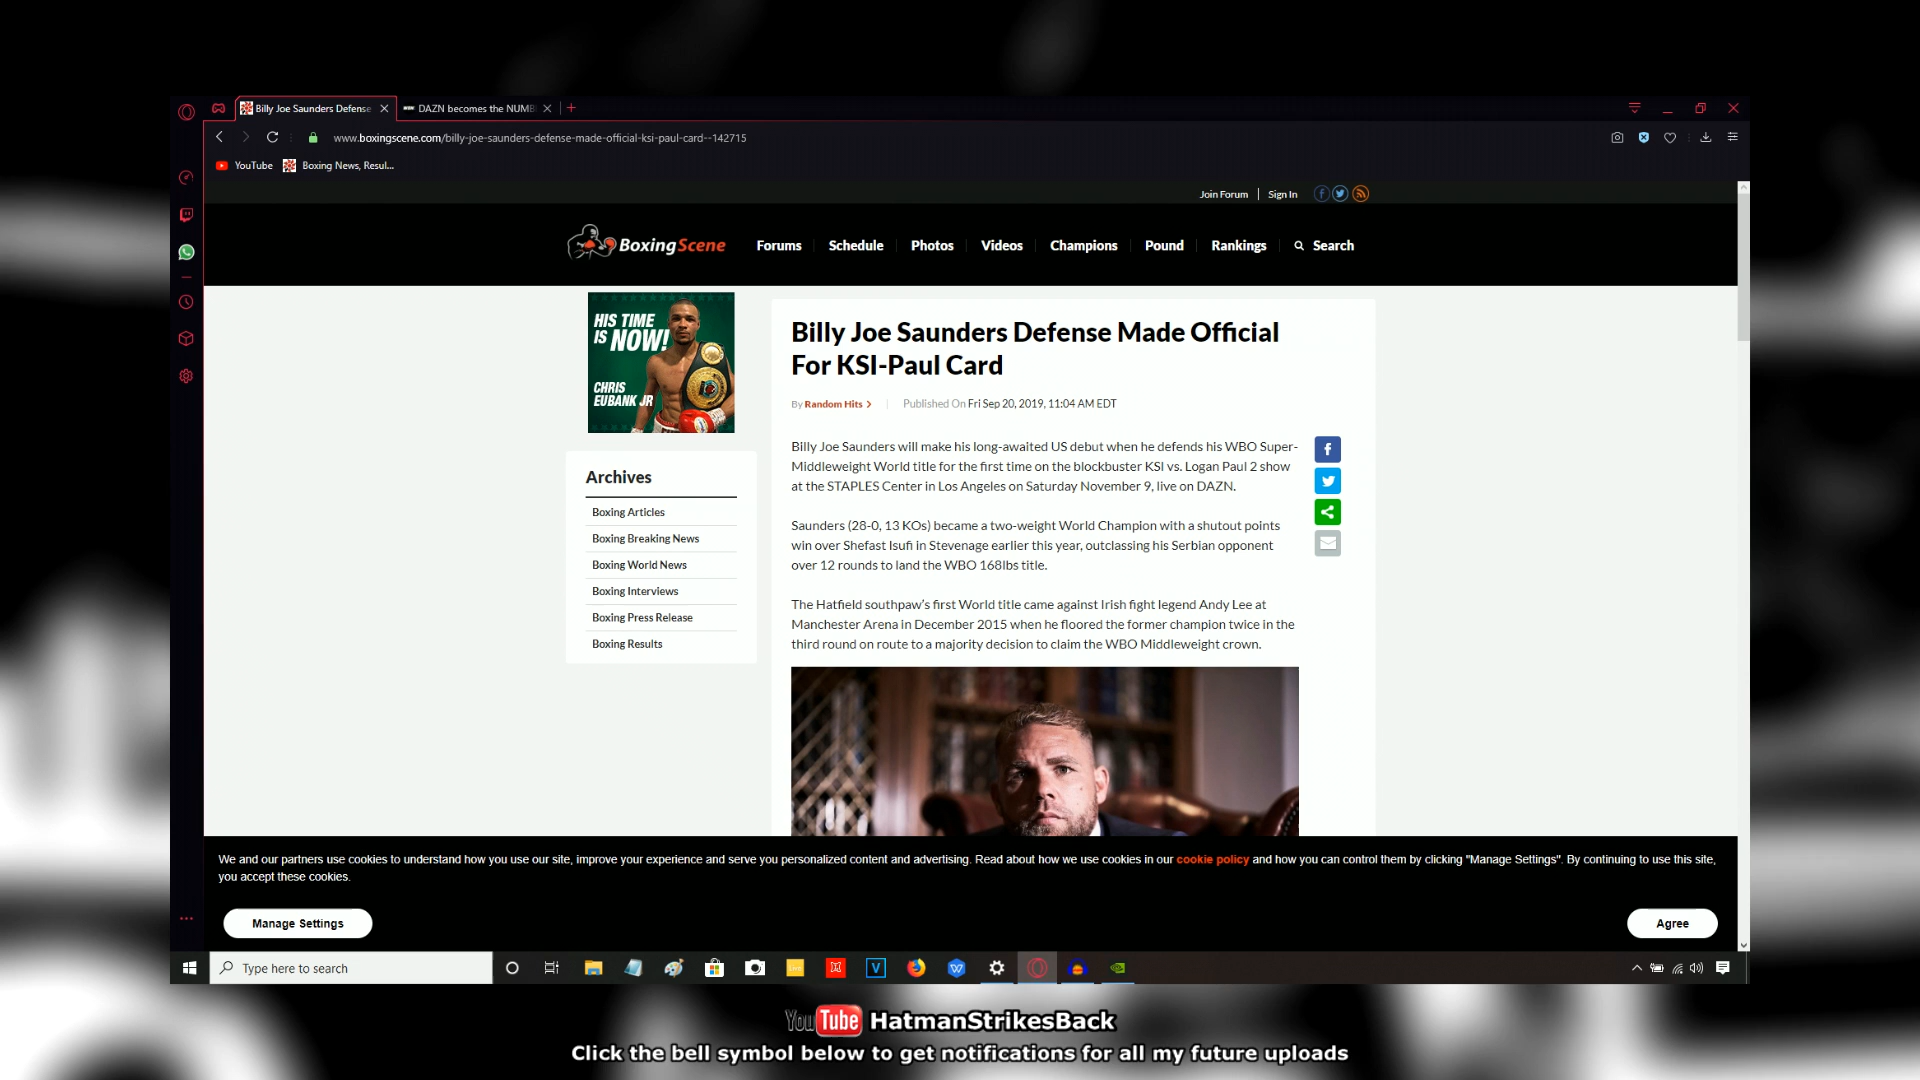 Billy Joe Saunders Defense
DAZN becomes the NUMB
www.boxingscene.com/billy-joe-saunders-defense-made-official-ksi-paul-card--142715
YouTube
Boxing News, Resul...
Join Forum | Sign In
BoxingScene
Forums
Schedule
Photos
Videos
Champions
Pound
Rankings
Search
HIS TIME
IS NOW!
CHRIS
EUBANK JR
Archives
Boxing Articles
Boxing Breaking News
Boxing World News
Boxing Interviews
Boxing Press Release
Boxing Results
Billy Joe Saunders Defense Made Official
For KSI-Paul Card
By Random Hits
Published On Fri Sep 20, 2019, 11:04 AM EDT
Billy Joe Saunders will make his long-awaited US debut when he defends his WBO Super-
Middleweight World title for the first time on the blockbuster KSI vs. Logan Paul 2 show
at the STAPLES Center in Los Angeles on Saturday November 9, live on DAZN.
Saunders (28-0, 13 KOs) became a two-weight World Champion with a shutout points
win over Shefast Isufi in Stevenage earlier this year, outclassing his Serbian opponent
over 12 rounds to land the WBO 168lbs title.
The Hatfield southpaw's first World title came against Irish fight legend Andy Lee at
Manchester Arena in December 2015 when he floored the former champion twice in the
third round on route to a majority decision to claim the WBO Middleweight crown.
We and our partners use cookies to understand how you use our site, improve your experience and serve you personalized content and advertising. Read about how we use cookies in our cookie policy and how you can control them by clicking "Manage Settings". By continuing to use this site,
you accept these cookies.
Manage Settings
Agree
Type here to search
YouTube HatmanStrikesBack
Click the bell symbol below to get notifications for all my future uploads